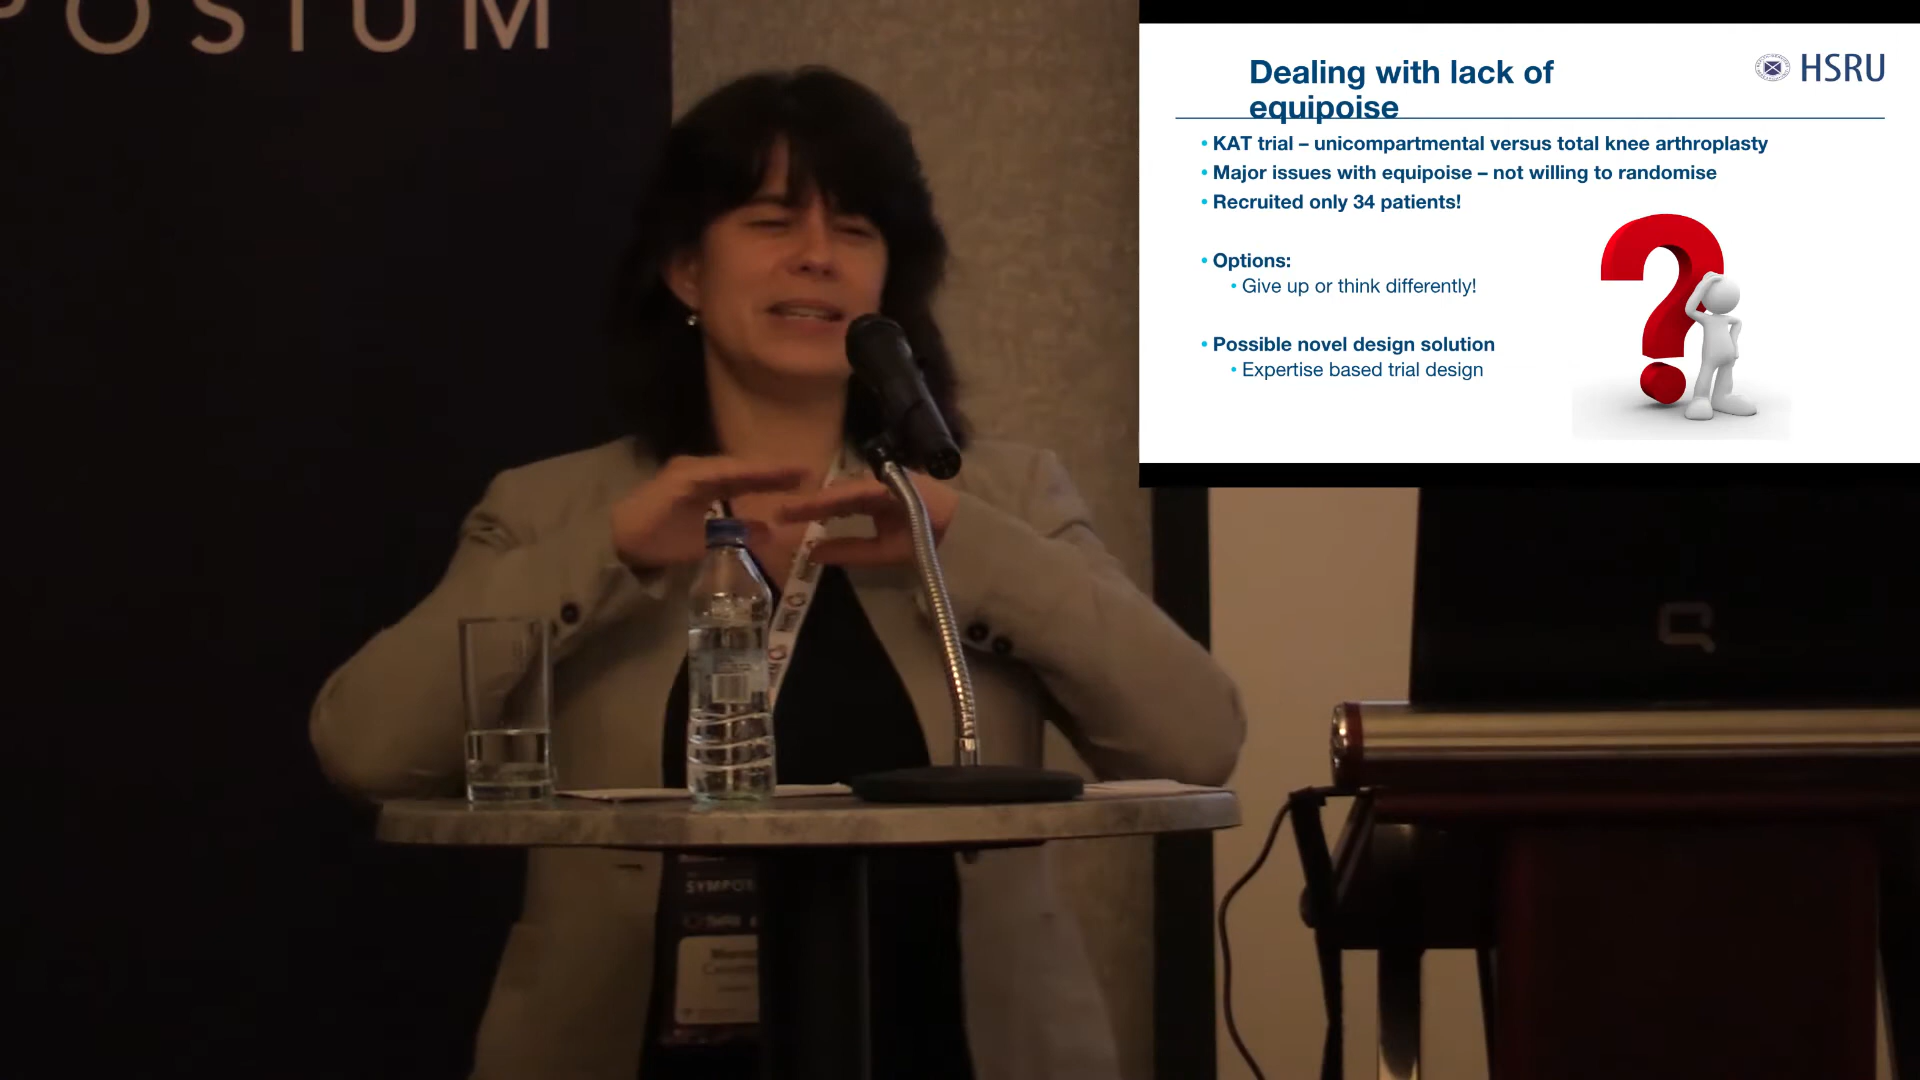 POSIUM
Dealing with lack of
equipoise
HSRU
• KAT trial – unicompartmental versus total knee arthroplasty
• Major issues with equipoise – not willing to randomise
• Recruited only 34 patients!
• Options:
• Give up or think differently!
• Possible novel design solution
• Expertise based trial design
SYMPOS